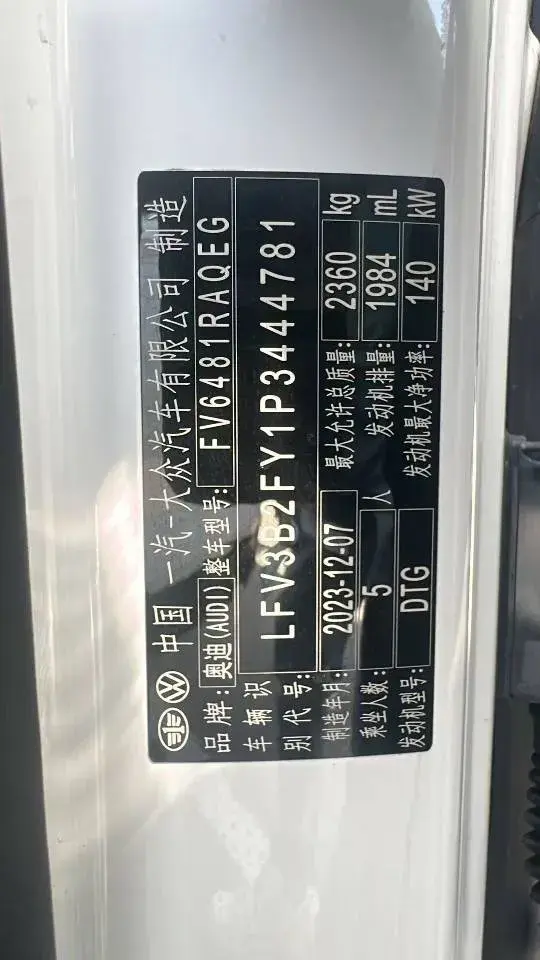 中国 一汽-大众汽车有限公司 制造
品牌: 奥迪(AUDI) 整车型号: FV6481RAQEG
车辆识别代号: LFV3B2FY1P3444781
制造年月: 2023-12-07 最大允许总质量: 2360 kg
乘坐人数: 5 人 发动机排量: 1984 mL
发动机型号: DTG 发动机最大净功率: 140 kW